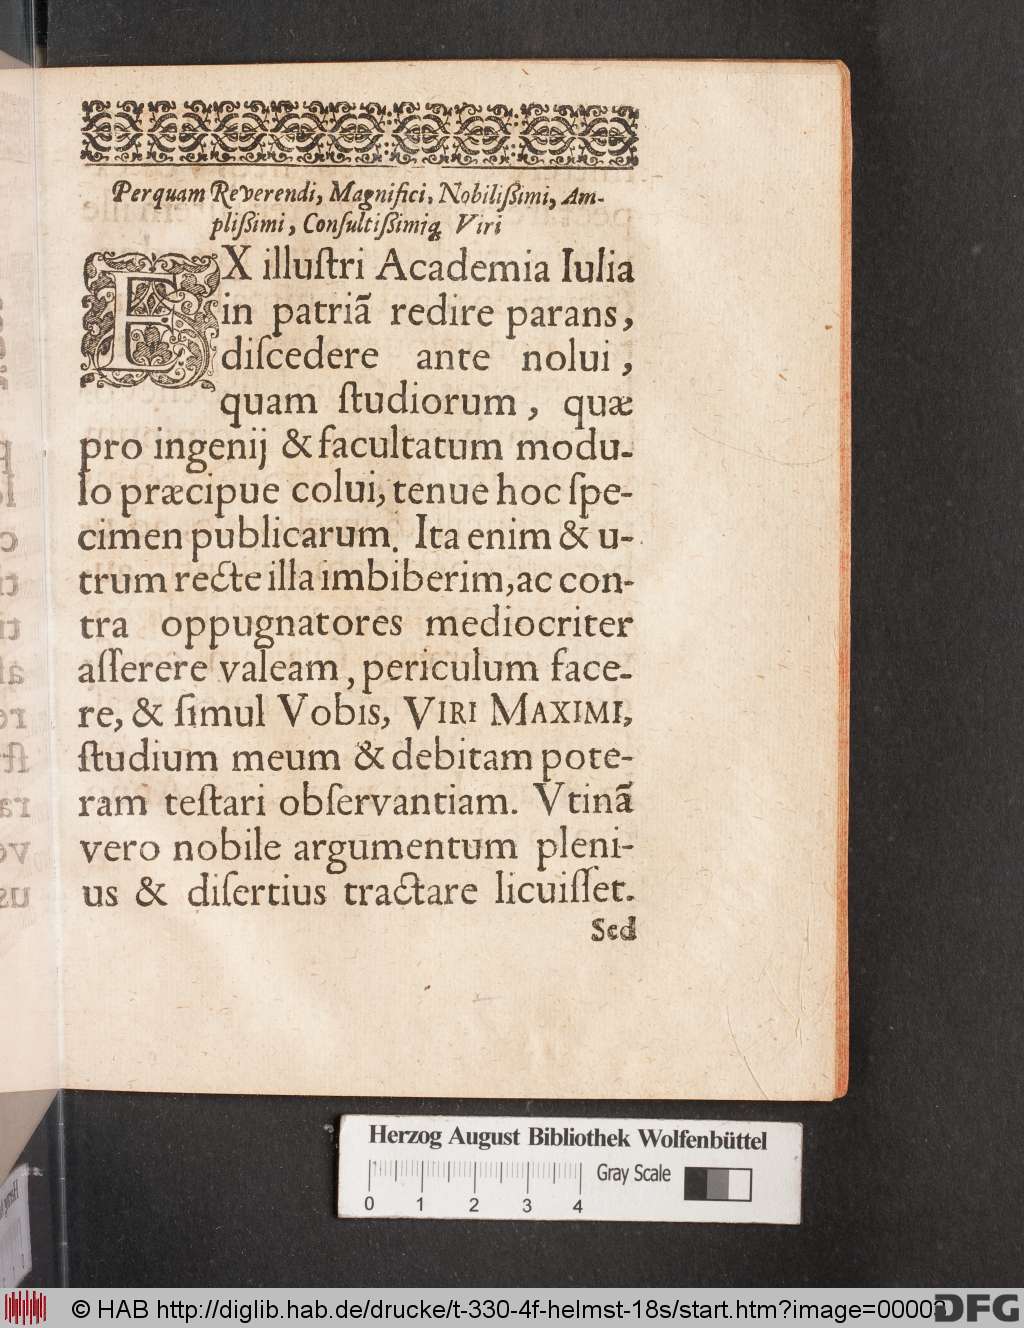 Perquam Reverendi, Magnifici, Nobilißimi, Am-
plißimi, Conſultißimiq́; Viri
EX illuſtri Academia Iulia
in patriã redire parans,
diſcedere ante nolui,
quam ſtudiorum, quæ
pro ingenij & facultatum modu-
lo præcipue colui, tenue hoc ſpe-
cimen publicarum. Ita enim & u-
trum recte illa imbiberim, ac con-
tra oppugnatores mediocriter
aſſerere valeam, periculum face-
re, & ſimul Vobis, VIRI MAXIMI,
ſtudium meum & debitam pote-
ram teſtari obſervantiam. Vtinã
vero nobile argumentum pleni-
us & diſertius tractare licuiſſet.
Sed
Herzog August Bibliothek Wolfenbüttel
Gray Scale
0 1 2 3 4
© HAB http://diglib.hab.de/drucke/t-330-4f-helmst-18s/start.htm?image=00003
DFG